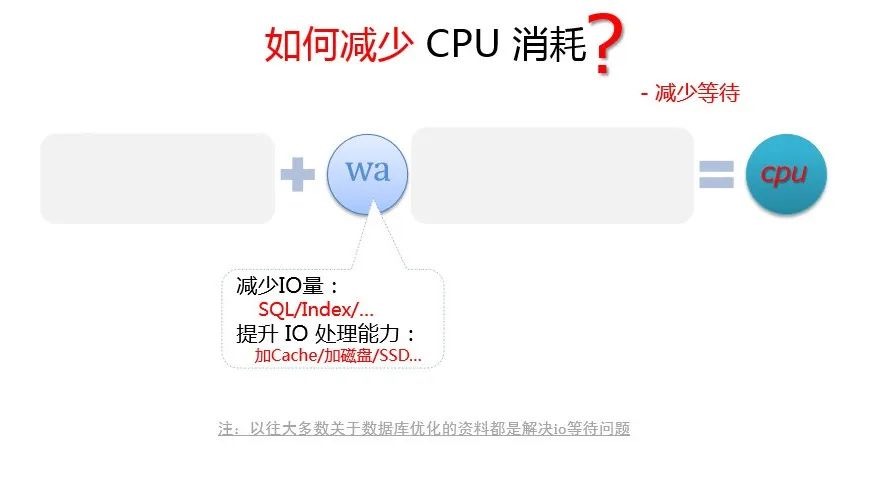 如何减少 CPU 消耗?
- 减少等待
+ wa = cpu
减少IO量：
SQL/Index/...
提升 IO 处理能力：
加Cache/加磁盘/SSD...
注：以往大多数关于数据库优化的资料都是解决io等待问题